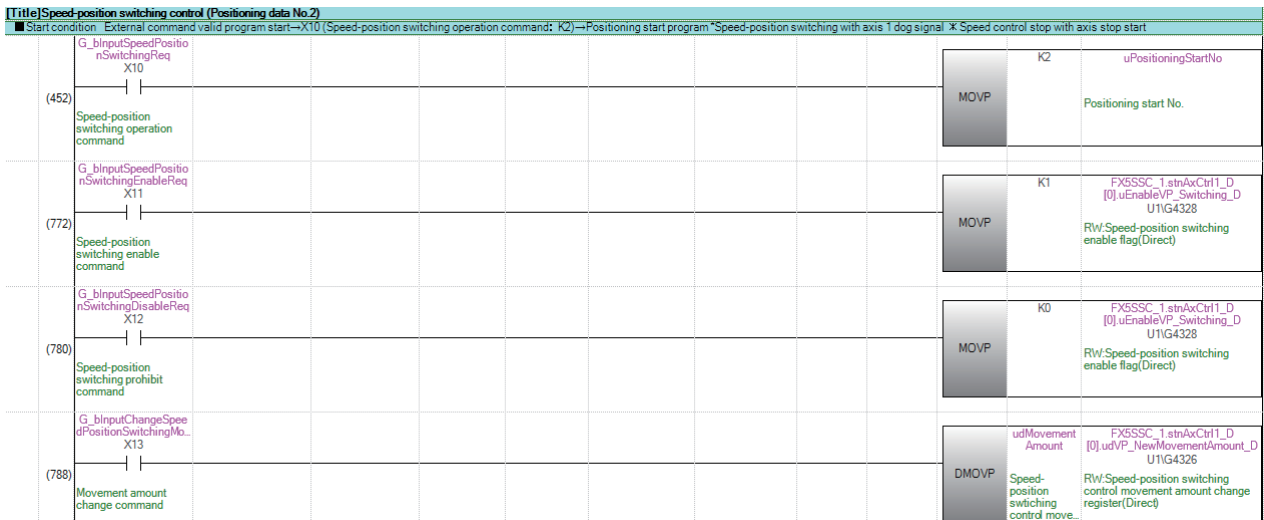 [Title]Speed-position switching control (Positioning data No.2)
■Start condition External command valid program start→X10 (Speed-position switching operation command: K2)→Positioning start program *Speed-position switching with axis 1 dog signal ※ Speed control stop with axis stop start
G_bInputSpeedPositio
nSwitchingReq
X10
K2
uPositioningStartNo
(452)
MOVP
Positioning start No.
Speed-position
switching operation
command
G_bInputSpeedPositio
nSwitchingEnableReq
X11
K1
FX5SSC_1.stnAxCtrl1_D
[0].uEnableVP_Switching_D
U1\G4328
(772)
MOVP
RW:Speed-position switching
enable flag(Direct)
Speed-position
switching enable
command
G_bInputSpeedPositio
nSwitchingDisableReq
X12
K0
FX5SSC_1.stnAxCtrl1_D
[0].uEnableVP_Switching_D
U1\G4328
(780)
MOVP
RW:Speed-position switching
enable flag(Direct)
Speed-position
switching prohibit
command
G_bInputChangeSpee
dPositionSwitchingMo...
X13
udMovement
Amount
FX5SSC_1.stnAxCtrl1_D
[0].udVP_NewMovementAmount_D
U1\G4326
(788)
DMOVP
Speed-
position
swtiching
control move...
RW:Speed-position switching
control movement amount change
register(Direct)
Movement amount
change command